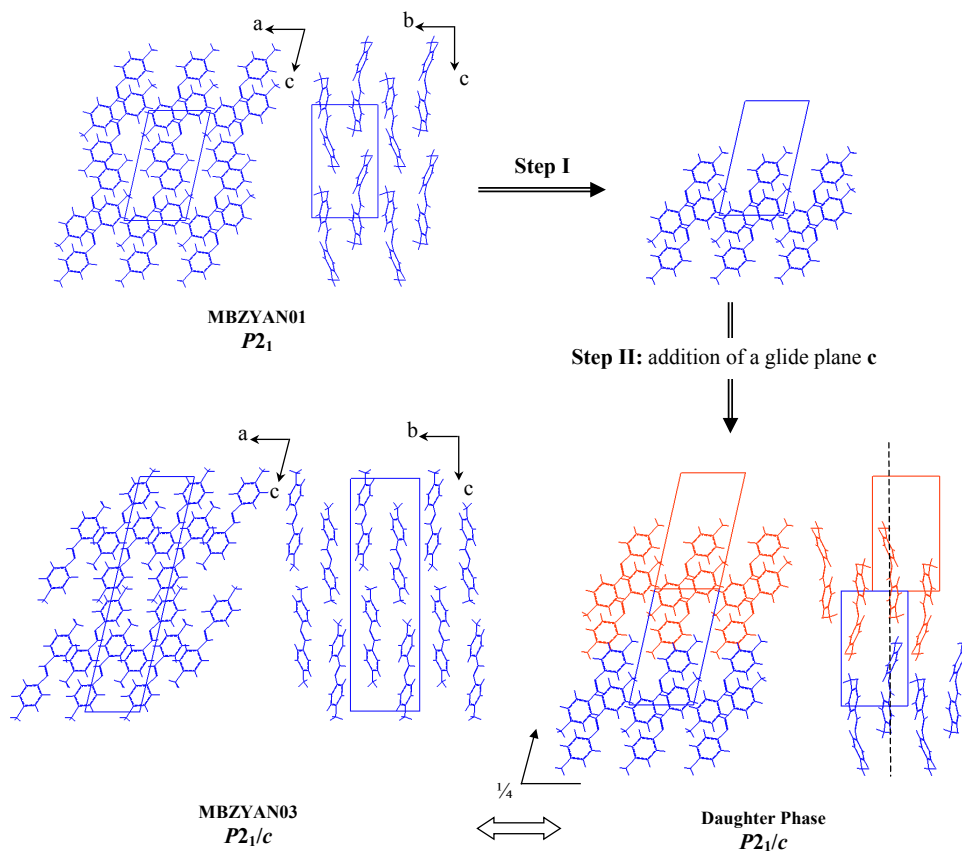 a
c
b
c
Step I
MBZYAN01
P2₁
Step II: addition of a glide plane c
a
c
b
c
¼
MBZYAN03
P2₁/c
Daughter Phase
P2₁/c